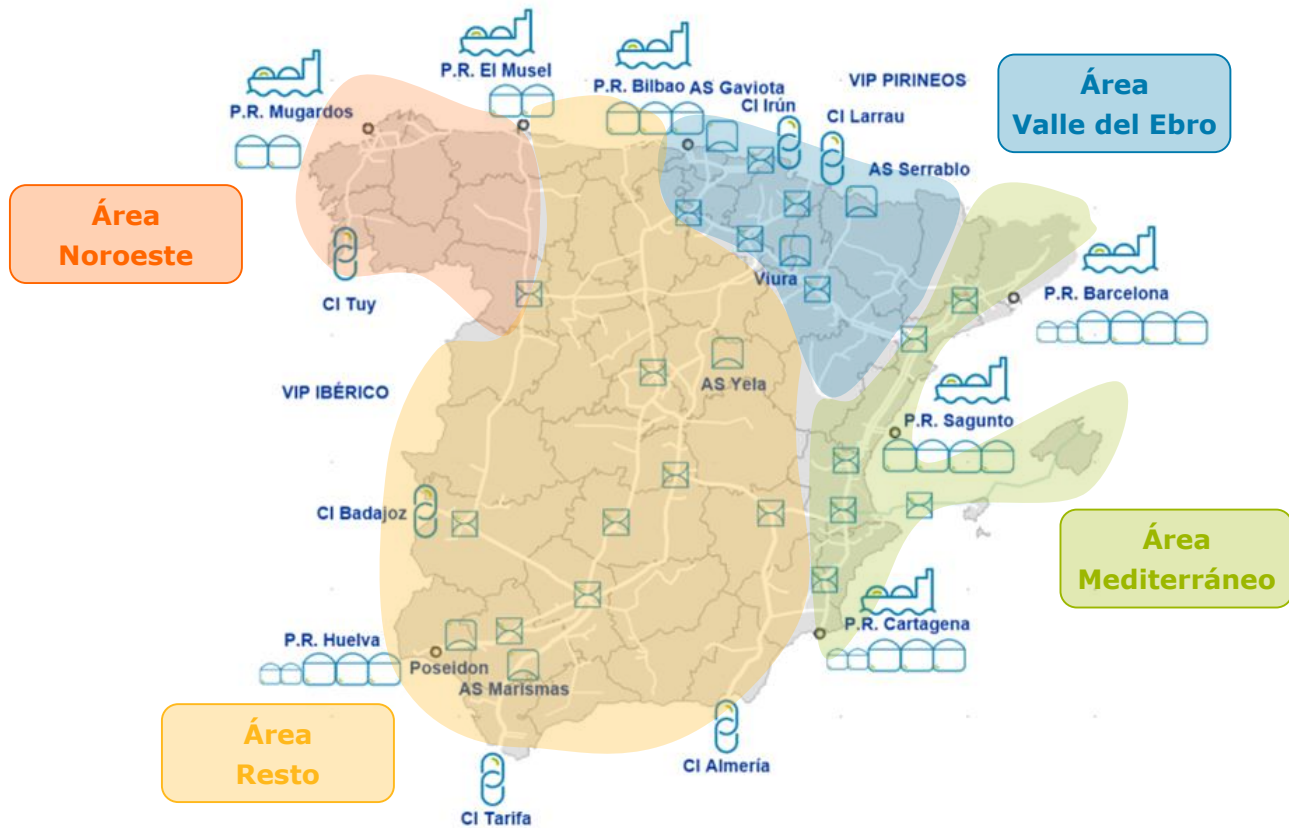 P.R. El Musel
P.R. Mugardos
P.R. Bilbao
AS Gaviota
CI Irún
VIP PIRINEOS
CI Larrau
AS Serrablo
Área
Valle del Ebro
Área
Noroeste
CI Tuy
Viura
P.R. Barcelona
AS Yela
VIP IBÉRICO
P.R. Sagunto
CI Badajoz
Área
Mediterráneo
P.R. Cartagena
P.R. Huelva
Poseidon
AS Marismas
Área
Resto
CI Almería
CI Tarifa